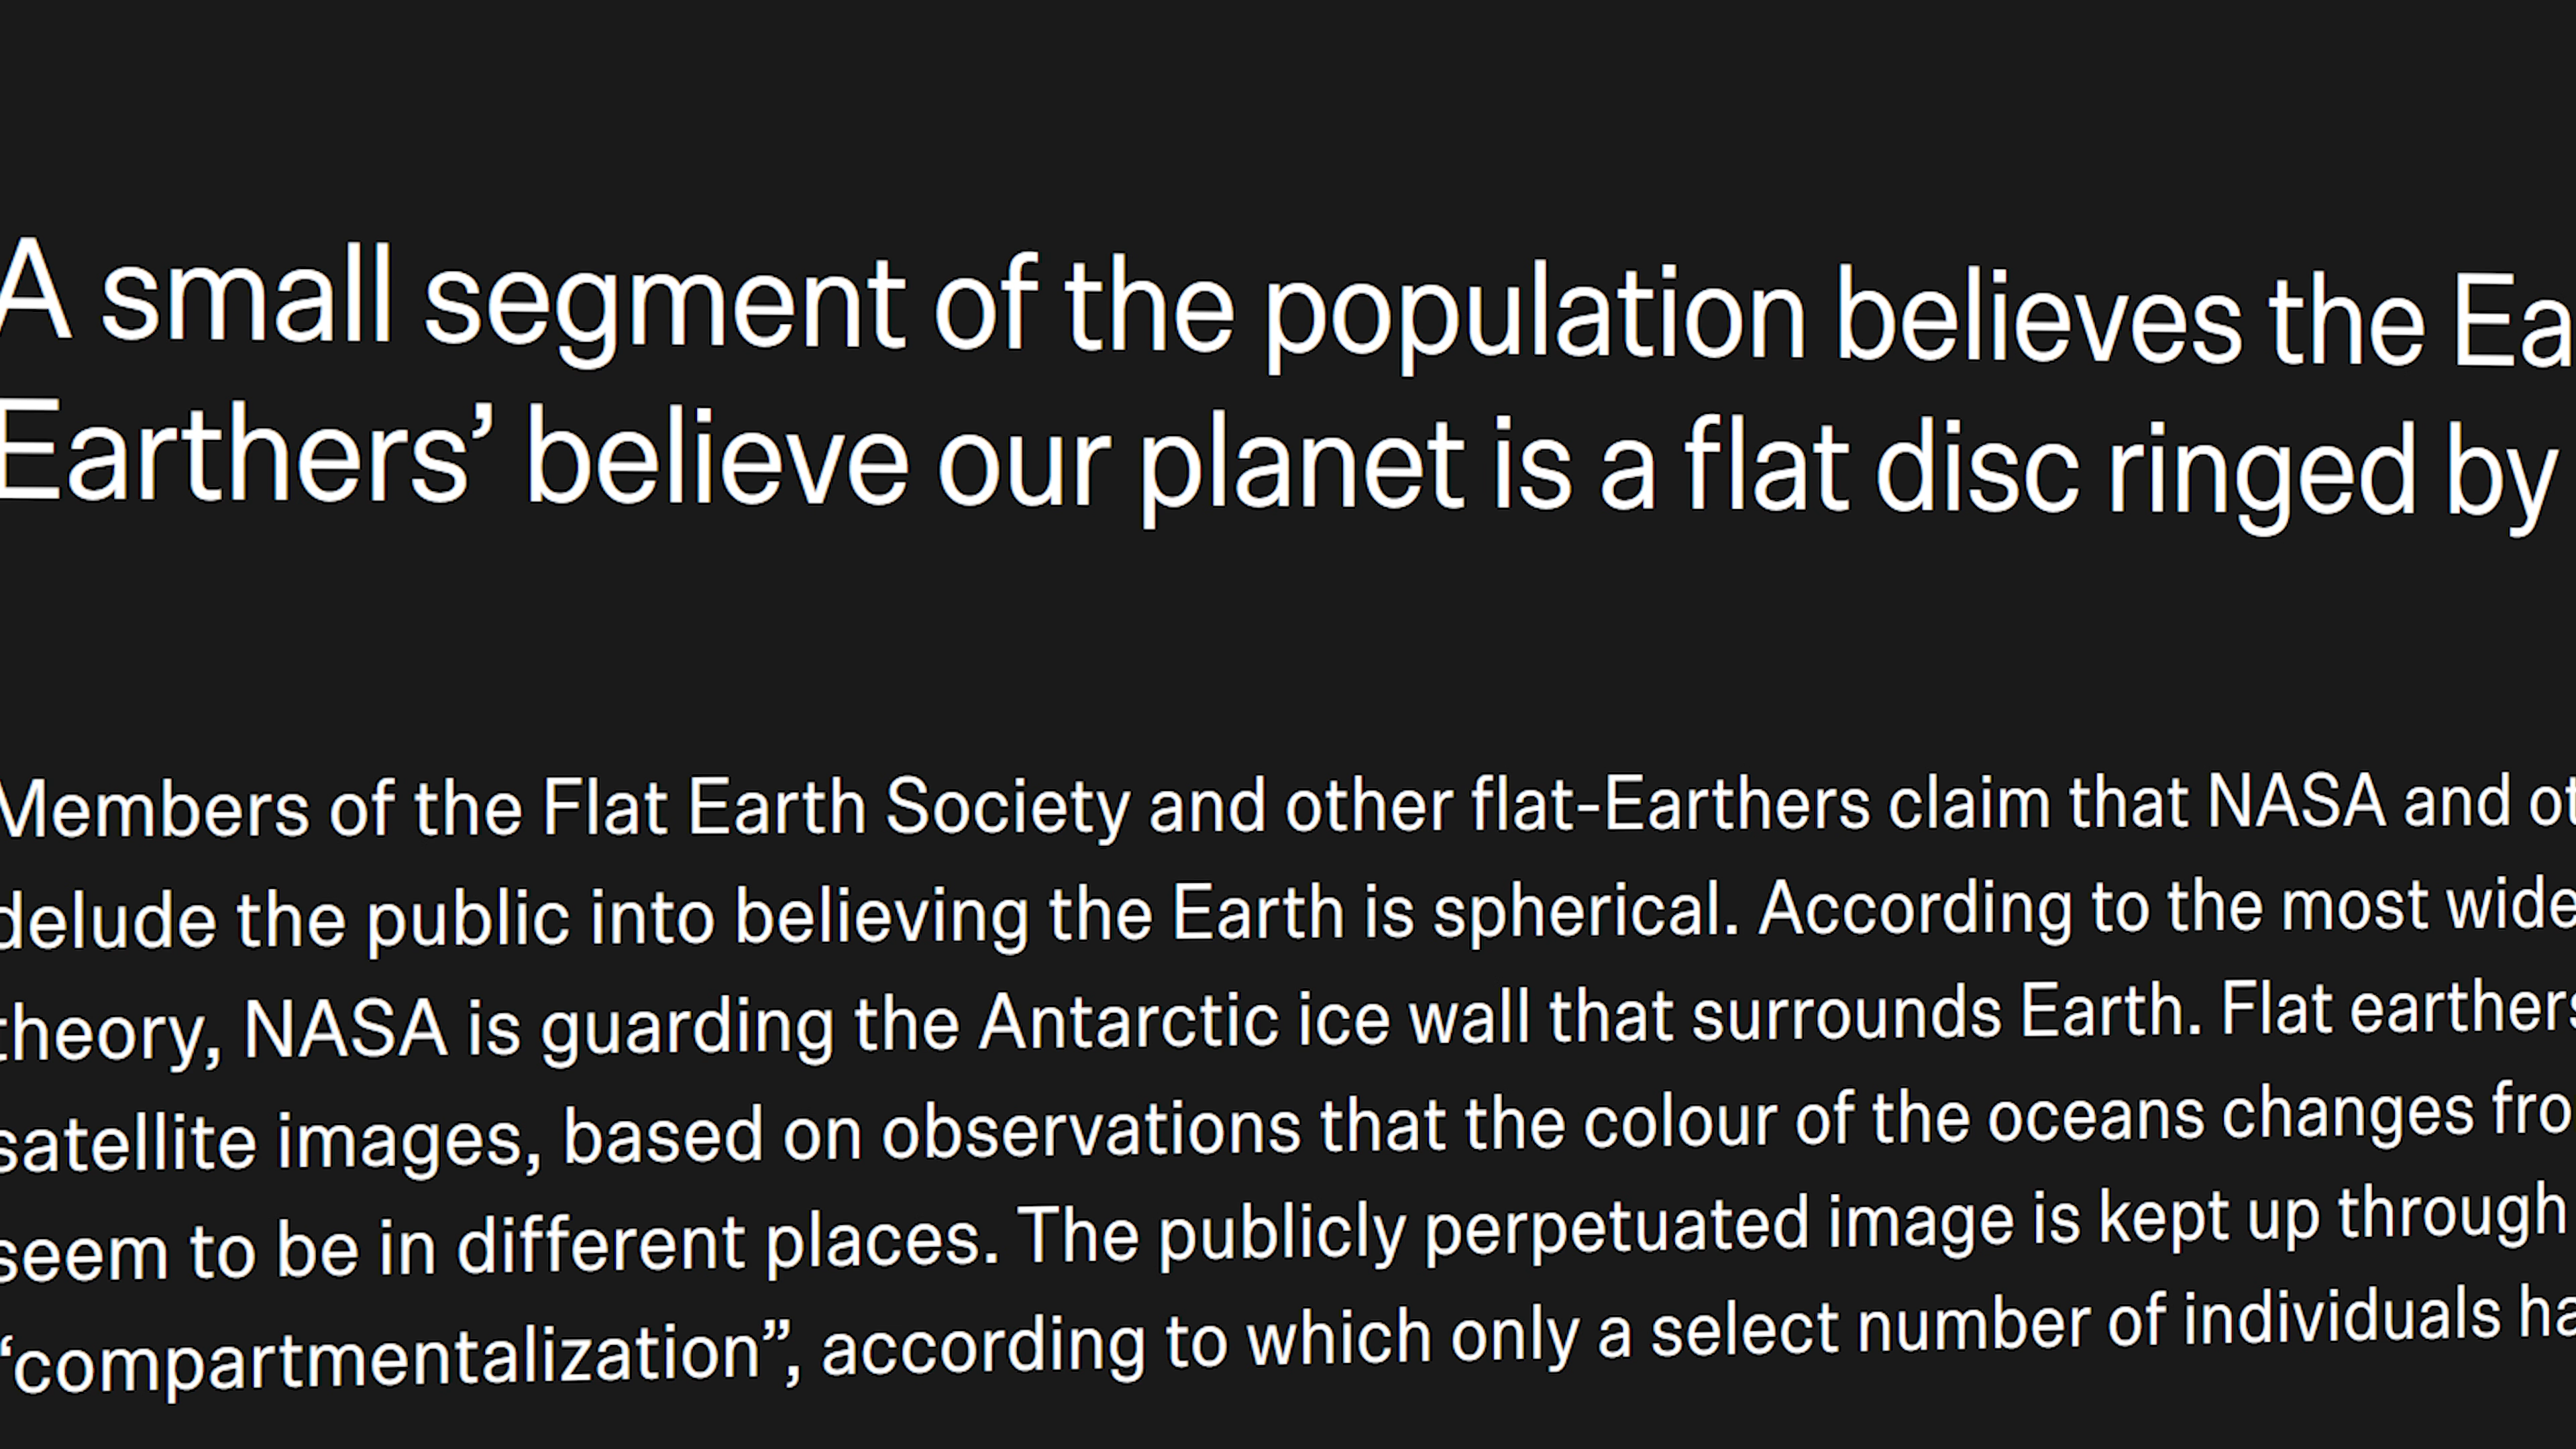 A small segment of the population believes the Ea
Earthers’ believe our planet is a flat disc ringed by
Members of the Flat Earth Society and other flat-Earthers claim that NASA and ot
delude the public into believing the Earth is spherical. According to the most wide
theory, NASA is guarding the Antarctic ice wall that surrounds Earth. Flat earthers
satellite images, based on observations that the colour of the oceans changes fro
seem to be in different places. The publicly perpetuated image is kept up through
“compartmentalization”, according to which only a select number of individuals ha